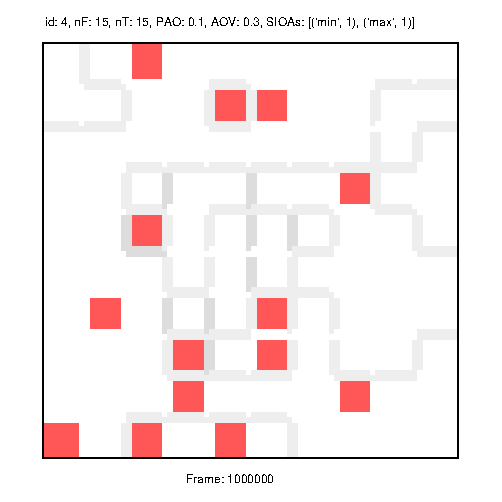 id: 4, nF: 15, nT: 15, PAO: 0.1, AOV: 0.3, SIOAs: [('min', 1), ('max', 1)]
Frame: 1000000